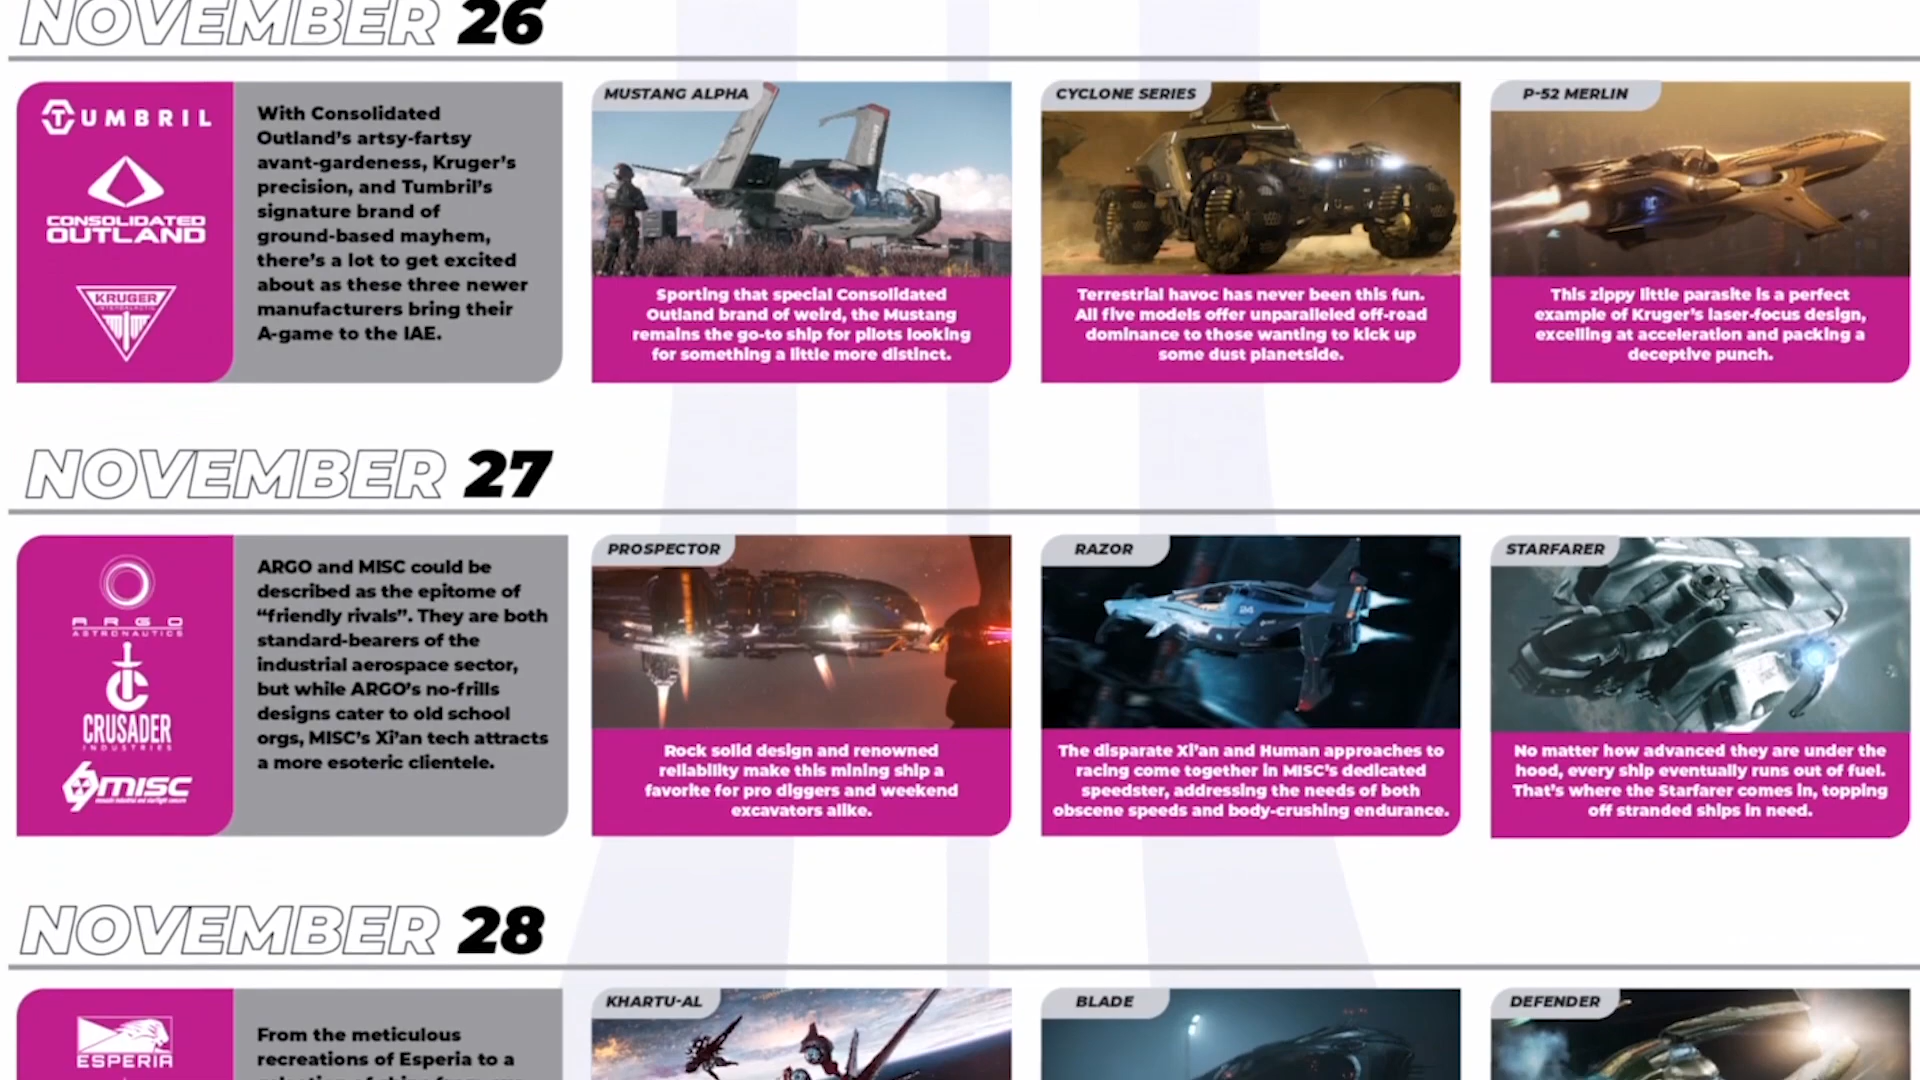 NOVEMBER 26
TUMBRIL
CONSOLIDATED
OUTLAND
KRUGER
INTERGALACTIC
With Consolidated
Outland's artsy-fartsy
avant-gardeness, Kruger's
precision, and Tumbril's
signature brand of
ground-based mayhem,
there's a lot to get excited
about as these three newer
manufacturers bring their
A-game to the IAE.
MUSTANG ALPHA
Sporting that special Consolidated
Outland brand of weird, the Mustang
remains the go-to ship for pilots looking
for something a little more distinct.
CYCLONE SERIES
Terrestrial havoc has never been this fun.
All five models offer unparalleled off-road
dominance to those wanting to kick up
some dust planetside.
P-52 MERLIN
This zippy little parasite is a perfect
example of Kruger's laser-focus design,
excelling at acceleration and packing a
deceptive punch.
NOVEMBER 27
ARGO
ASTRONAUTICS
CRUSADER
INDUSTRIES
MISC
ARGO and MISC could be
described as the epitome of
“friendly rivals”. They are both
standard-bearers of the
industrial aerospace sector,
but while ARGO's no-frills
designs cater to old school
orgs, MISC's Xi'an tech attracts
a more esoteric clientele.
PROSPECTOR
Rock solid design and renowned
reliability make this mining ship a
favorite for pro diggers and weekend
excavators alike.
RAZOR
24
The disparate Xi'an and Human approaches to
racing come together in MISC's dedicated
speedster, addressing the needs of both
obscene speeds and body-crushing endurance.
STARFARER
No matter how advanced they are under the
hood, every ship eventually runs out of fuel.
That's where the Starfarer comes in, topping
off stranded ships in need.
NOVEMBER 28
ESPERIA
From the meticulous
recreations of Esperia to a
KHARTU-AL
BLADE
DEFENDER